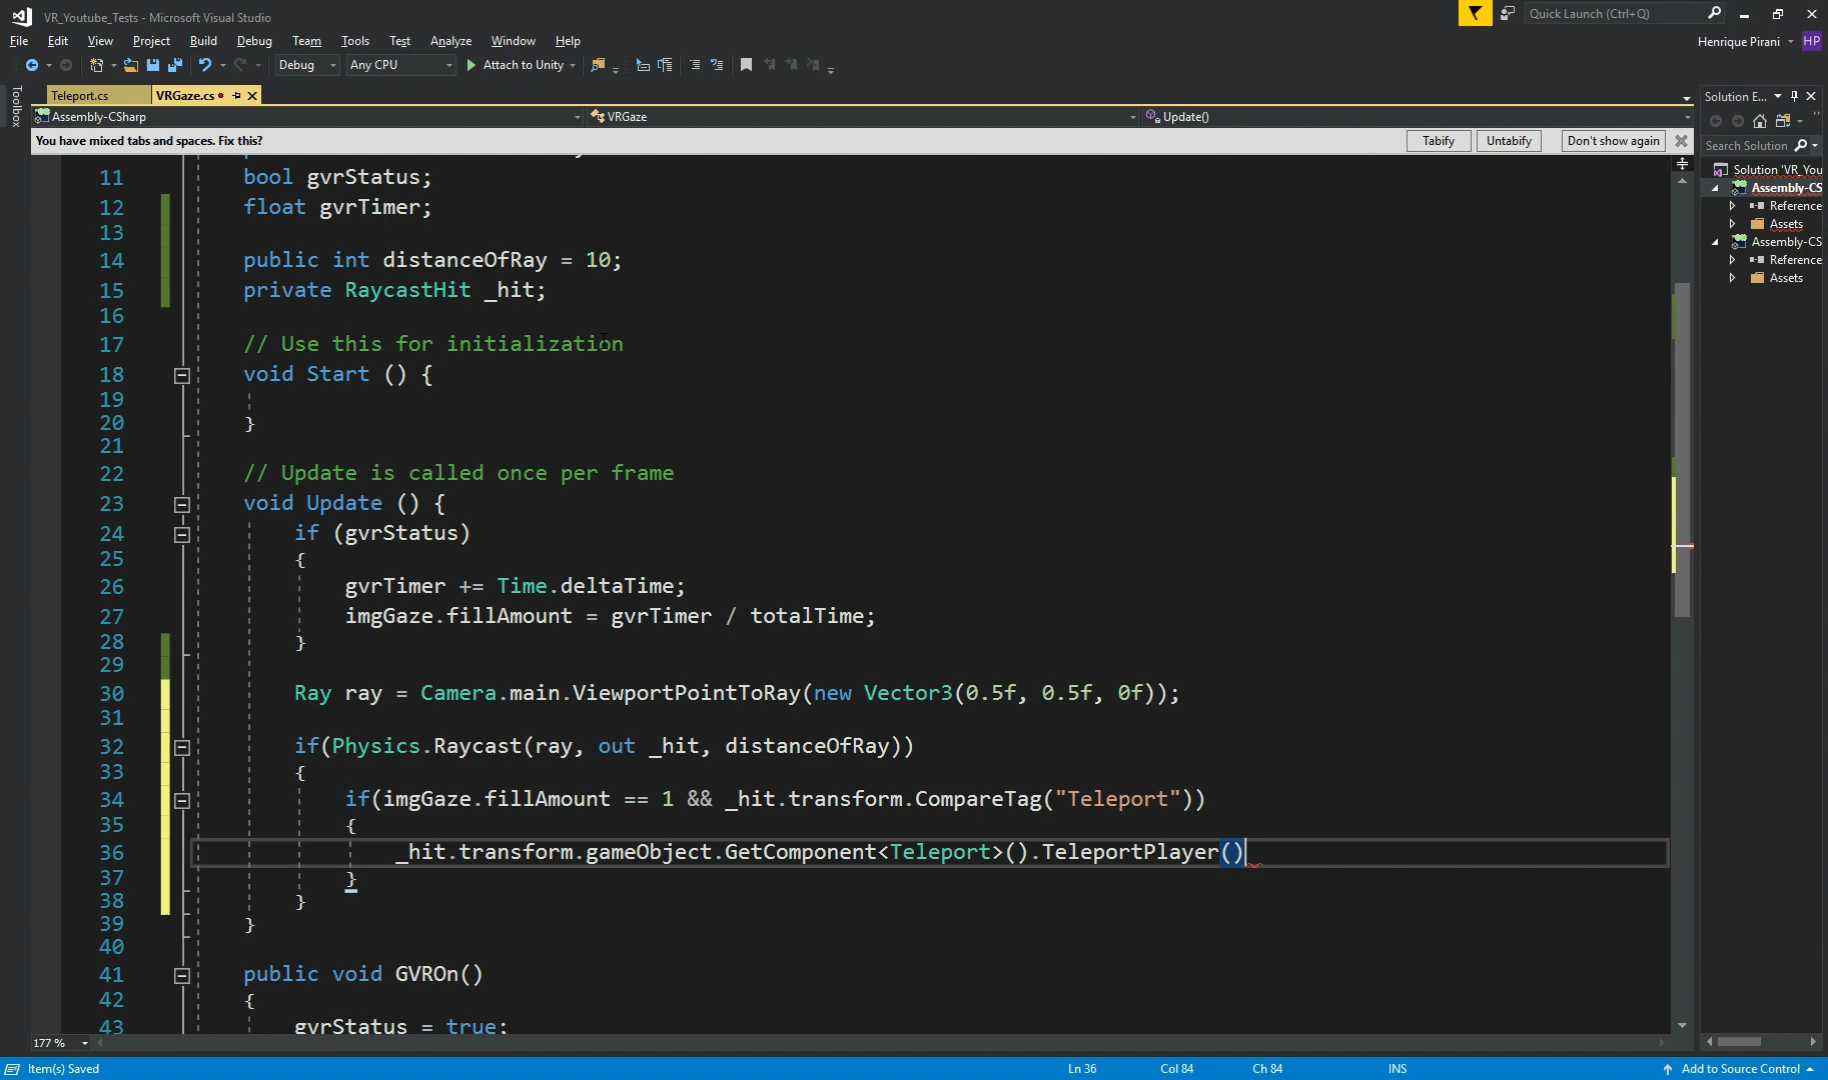 VR_Youtube_Tests - Microsoft Visual Studio
Quick Launch (Ctrl+Q)
File Edit View Project Build Debug Team Tools Test Analyze Window Help
Henrique Pirani HP
Debug Any CPU Attach to Unity
Toolbox
Teleport.cs VRGaze.cs
Assembly-CSharp VRGaze Update()
You have mixed tabs and spaces. Fix this? Tabify Untabify Don't show again
11 bool gvrStatus;
12 float gvrTimer;
13
14 public int distanceOfRay = 10;
15 private RaycastHit _hit;
16
17 // Use this for initialization
18 void Start () {
19
20 }
21
22 // Update is called once per frame
23 void Update () {
24 if (gvrStatus)
25 {
26 gvrTimer += Time.deltaTime;
27 imgGaze.fillAmount = gvrTimer / totalTime;
28 }
29
30 Ray ray = Camera.main.ViewportPointToRay(new Vector3(0.5f, 0.5f, 0f));
31
32 if(Physics.Raycast(ray, out _hit, distanceOfRay))
33 {
34 if(imgGaze.fillAmount == 1 && _hit.transform.CompareTag("Teleport"))
35 {
36 _hit.transform.gameObject.GetComponent<Teleport>().TeleportPlayer()
37 }
38 }
39 }
40
41 public void GVROn()
42 {
43 gvrStatus = true;
177 %
Solution E...
Search Solution
Solution 'VR_You
Assembly-CS
Reference
Assets
Assembly-CS
Reference
Assets
Item(s) Saved Ln 36 Col 84 Ch 84 INS Add to Source Control